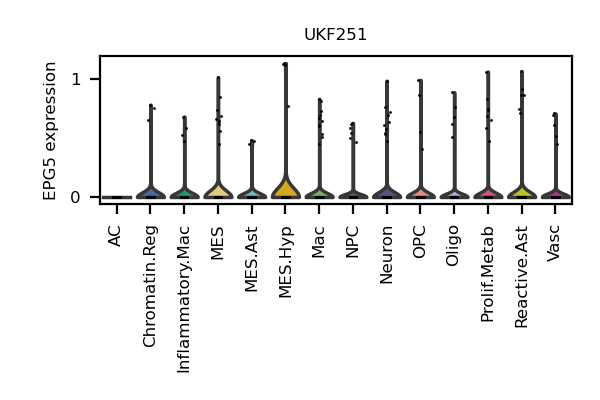 UKF251
EPG5 expression
1
0
AC
Chromatin.Reg
Inflammatory.Mac
MES
MES.Ast
MES.Hyp
Mac
NPC
Neuron
OPC
Oligo
Prolif.Metab
Reactive.Ast
Vasc